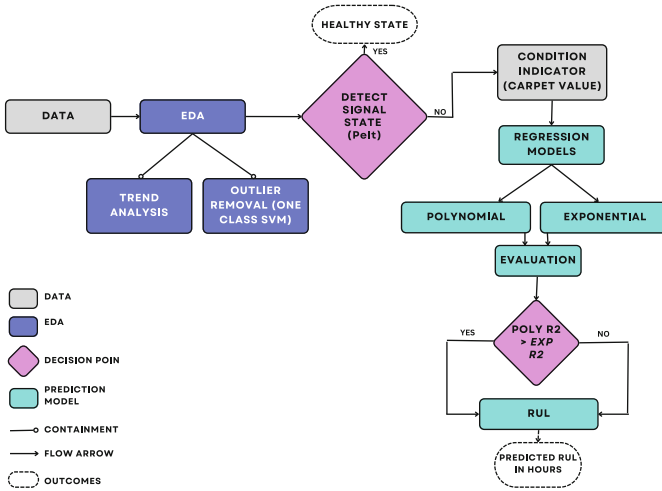 HEALTHY STATE
YES
CONDITION
INDICATOR
(CARPET VALUE)
DETECT
SIGNAL
STATE
(Pelt)
NO
DATA
EDA
REGRESSION
MODELS
TREND
ANALYSIS
OUTLIER
REMOVAL (ONE
CLASS SVM)
POLYNOMIAL
EXPONENTIAL
EVALUATION
DATA
EDA
DECISION POIN
PREDICTION
MODEL
CONTAINMENT
FLOW ARROW
OUTCOMES
YES
POLY R2
> EXP
R2
NO
RUL
PREDICTED RUL
IN HOURS